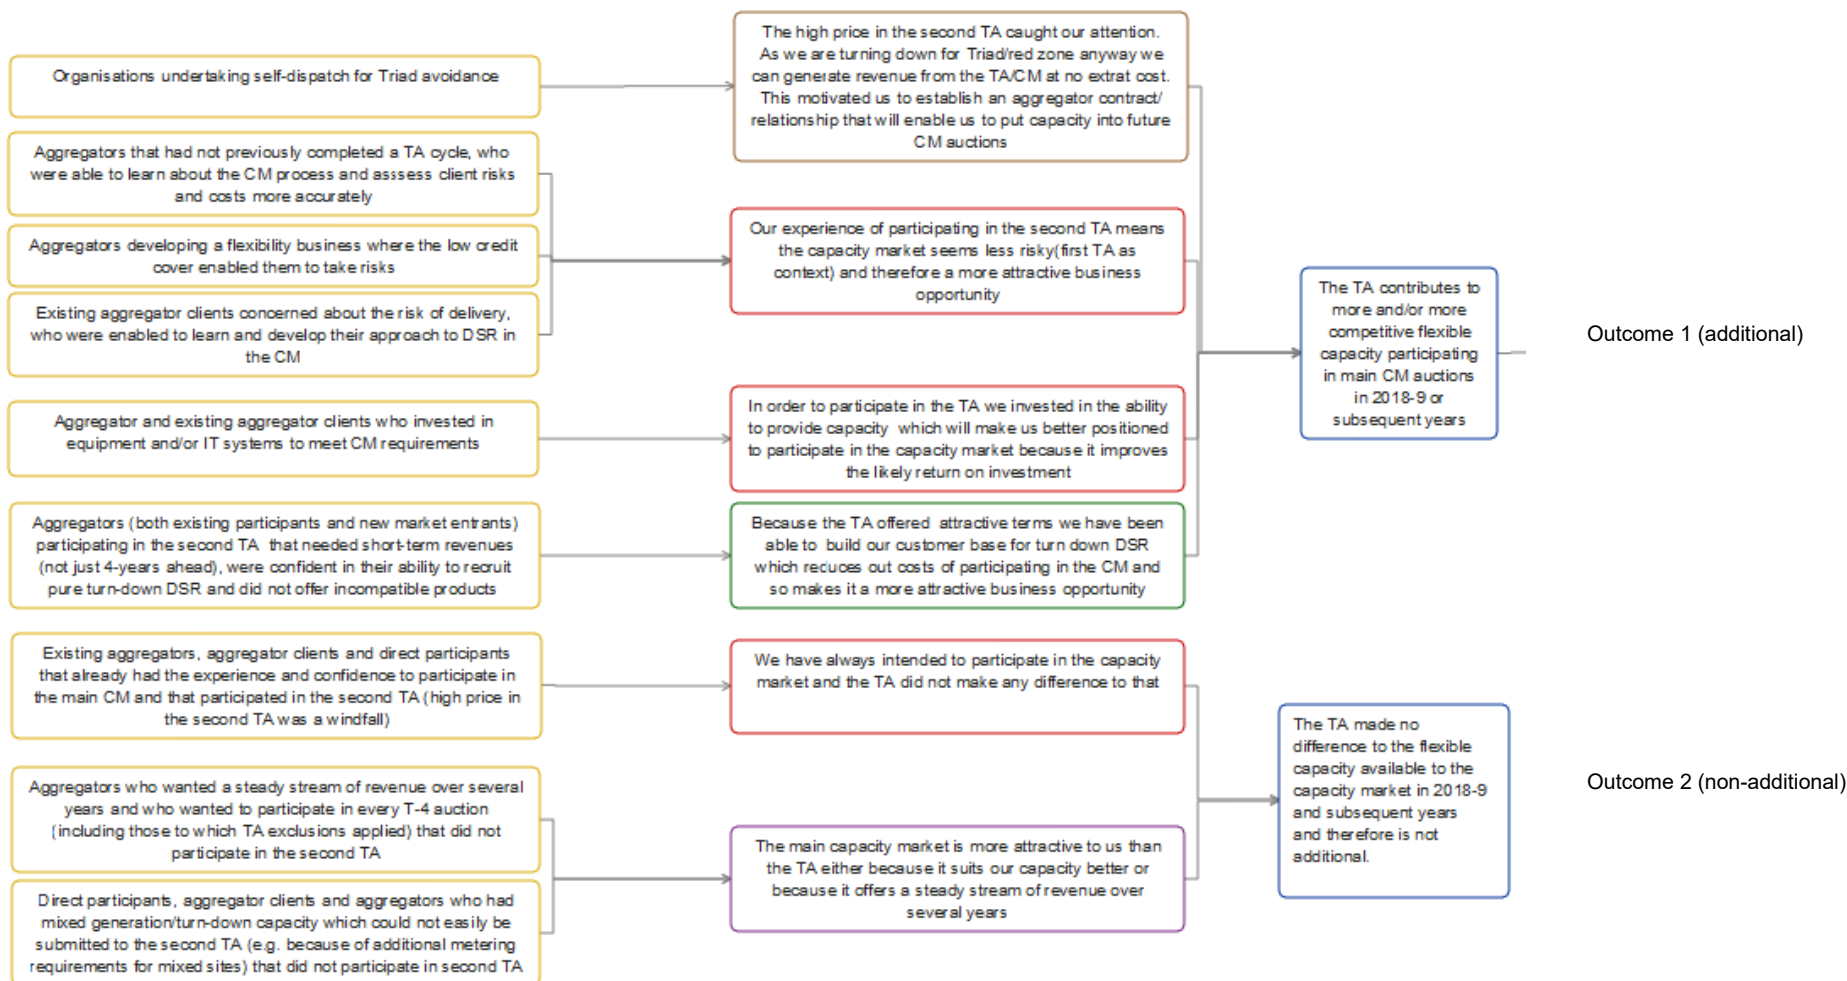 Organisations undertaking self-dispatch for Triad avoidance
Aggregators that had not previously completed a TA cycle, who
were able to learn about the CM process and asssess client risks
and costs more accurately
Aggregators developing a flexibility business where the low credit
cover enabled them to take risks
Existing aggregator clients concerned about the risk of delivery,
who were enabled to learn and develop their approach to DSR in
the CM
Aggregator and existing aggregator clients who invested in
equipment and/or IT systems to meet CM requirements
Aggregators (both existing participants and new market entrants)
participating in the second TA that needed short-term revenues
(not just 4-years ahead), were confident in their ability to recruit
pure turn-down DSR and did not offer incompatible products
Existing aggregators, aggregator clients and direct participants
that already had the experience and confidence to participate in
the main CM and that participated in the second TA (high price in
the second TA was a windfall)
Aggregators who wanted a steady stream of revenue over several
years and who wanted to participate in every T-4 auction
(including those to which TA exclusions applied) that did not
participate in the second TA
Direct participants, aggregator clients and aggregators who had
mixed generation/turn-down capacity which could not easily be
submitted to the second TA (e.g. because of additional metering
requirements for mixed sites) that did not participate in second TA
The high price in the second TA caught our attention.
As we are turning down for Triad/red zone anyway we
can generate revenue from the TA/CM at no extrat cost.
This motivated us to establish an aggregator contract/
relationship that will enable us to put capacity into future
CM auctions
Our experience of participating in the second TA means
the capacity market seems less risky(first TA as
context) and therefore a more attractive business
opportunity
In order to participate in the TA we invested in the ability
to provide capacity which will make us better positioned
to participate in the capacity market because it improves
the likely return on investment
Because the TA offered attractive terms we have been
able to build our customer base for turn down DSR
which reduces out costs of participating in the CM and
so makes it a more attractive business opportunity
We have always intended to participate in the capacity
market and the TA did not make any difference to that
The main capacity market is more attractive to us than
the TA either because it suits our capacity better or
because it offers a steady stream of revenue over
several years
The TA contributes to
more and/or more
competitive flexible
capacity participating
in main CM auctions
in 2018-9 or
subsequent years
The TA made no
difference to the flexible
capacity available to the
capacity market in 2018-9
and subsequent years
and therefore is not
additional.
Outcome 1 (additional)
Outcome 2 (non-additional)